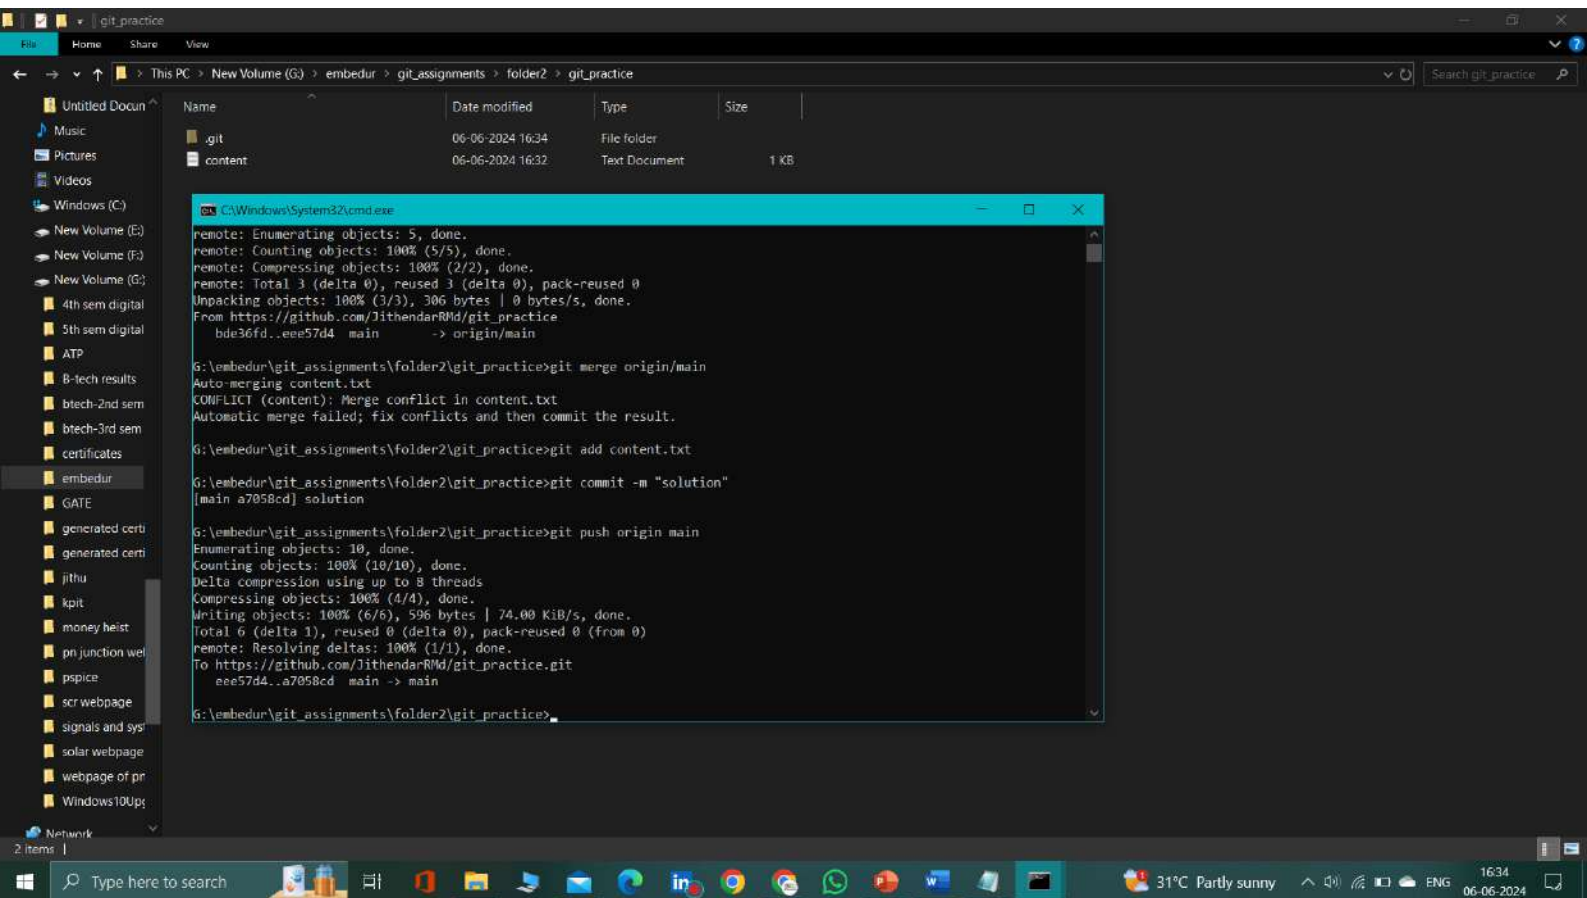 git_practice
File Home Share View
This PC > New Volume (G:) > embedur > git_assignments > folder2 > git_practice
Search git_practice
Name Date modified Type Size
.git 06-06-2024 16:34 File folder
content 06-06-2024 16:32 Text Document 1 KB
Untitled Docun
Music
Pictures
Videos
Windows (C:)
New Volume (E:)
New Volume (F:)
New Volume (G:)
4th sem digital
5th sem digital
ATP
B-tech results
btech-2nd sem
btech-3rd sem
certificates
embedur
GATE
generated certi
generated certi
jithu
kpit
money heist
pn junction wel
pspice
scr webpage
signals and syst
solar webpage
webpage of pr
Windows10Upg
Network
C:\Windows\System32\cmd.exe
remote: Enumerating objects: 5, done.
remote: Counting objects: 100% (5/5), done.
remote: Compressing objects: 100% (2/2), done.
remote: Total 3 (delta 0), reused 3 (delta 0), pack-reused 0
Unpacking objects: 100% (3/3), 306 bytes | 0 bytes/s, done.
From https://github.com/JithendarRMd/git_practice
bde36fd..eee57d4 main -> origin/main
G:\embedur\git_assignments\folder2\git_practice>git merge origin/main
Auto-merging content.txt
CONFLICT (content): Merge conflict in content.txt
Automatic merge failed; fix conflicts and then commit the result.
G:\embedur\git_assignments\folder2\git_practice>git add content.txt
G:\embedur\git_assignments\folder2\git_practice>git commit -m "solution"
[main a7058cd] solution
G:\embedur\git_assignments\folder2\git_practice>git push origin main
Enumerating objects: 10, done.
Counting objects: 100% (10/10), done.
Delta compression using up to 8 threads
Compressing objects: 100% (4/4), done.
Writing objects: 100% (6/6), 596 bytes | 74.00 KiB/s, done.
Total 6 (delta 1), reused 0 (delta 0), pack-reused 0 (from 0)
remote: Resolving deltas: 100% (1/1), done.
To https://github.com/JithendarRMd/git_practice.git
eee57d4..a7058cd main -> main
G:\embedur\git_assignments\folder2\git_practice>
2 items
Type here to search
31°C Partly sunny
ENG
16:34
06-06-2024